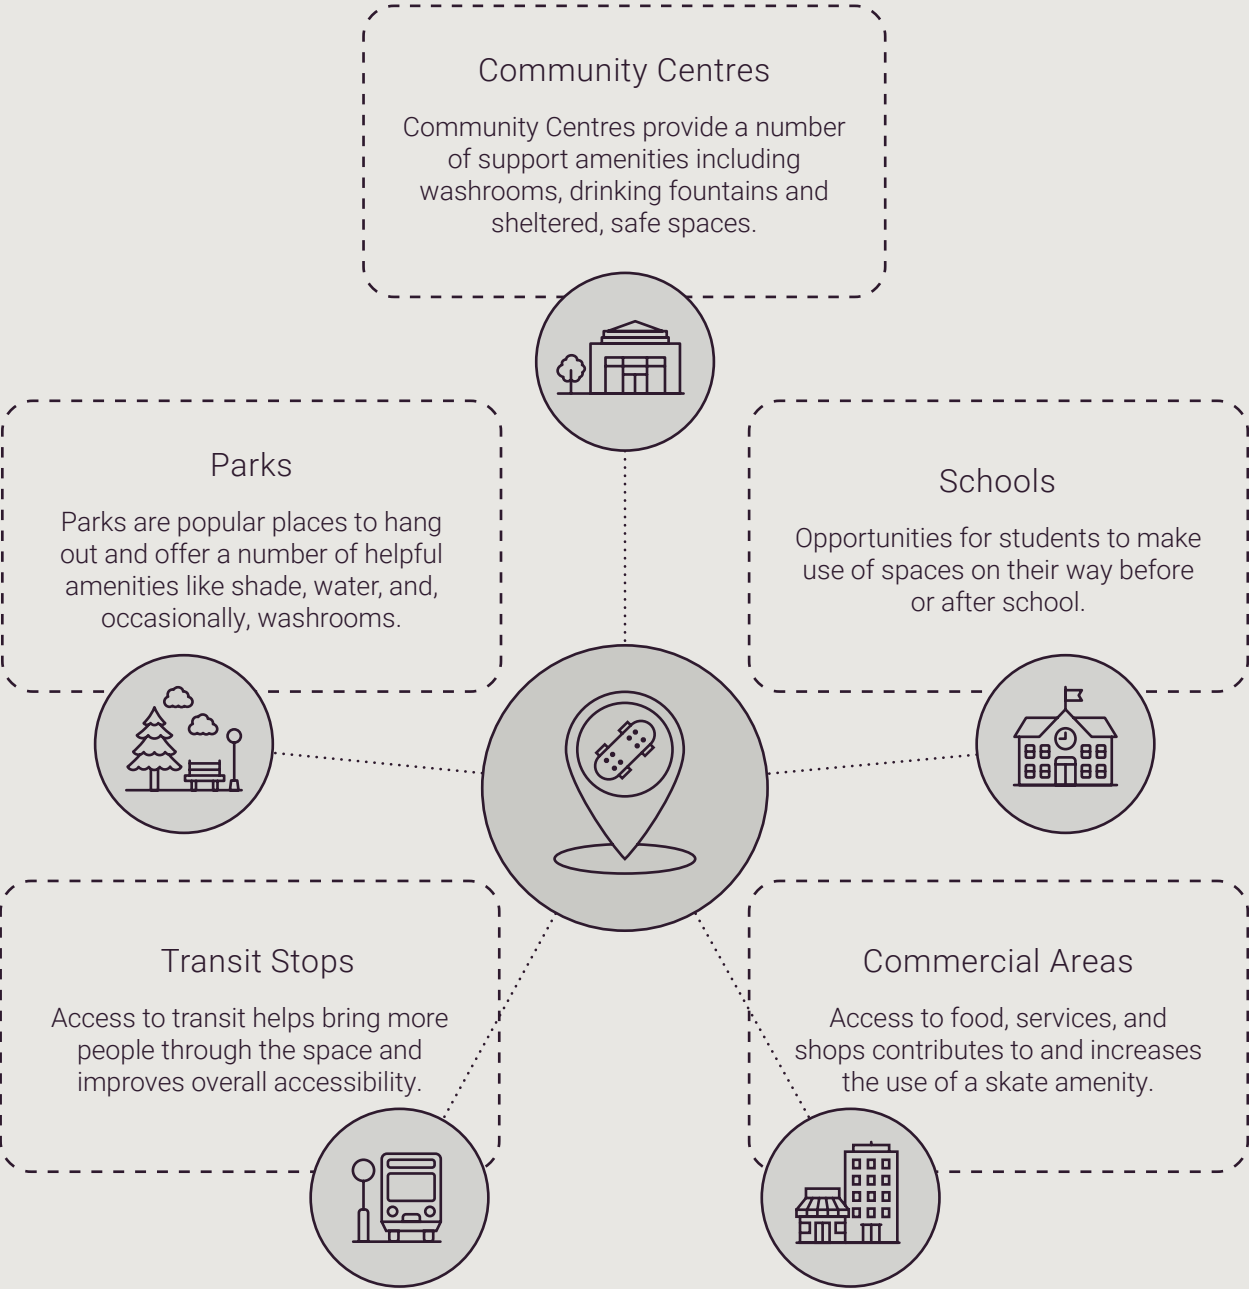 Community Centres
Community Centres provide a number
of support amenities including
washrooms, drinking fountains and
sheltered, safe spaces.
Parks
Parks are popular places to hang
out and offer a number of helpful
amenities like shade, water, and,
occasionally, washrooms.
Schools
Opportunities for students to make
use of spaces on their way before
or after school.
Transit Stops
Access to transit helps bring more
people through the space and
improves overall accessibility.
Commercial Areas
Access to food, services, and
shops contributes to and increases
the use of a skate amenity.